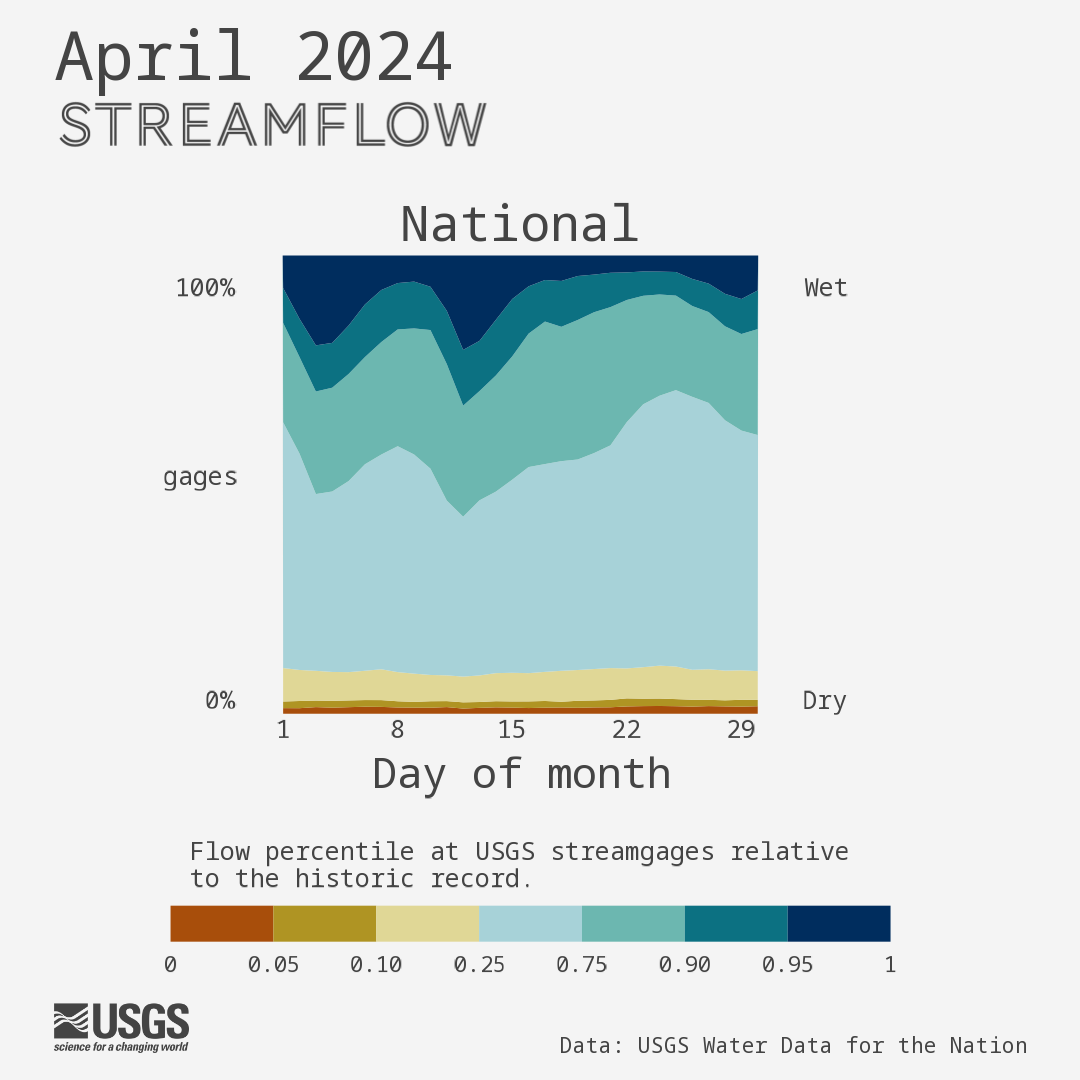 April 2024
STREAMFLOW
National
100%
Wet
gages
0%
Dry
1 8 15 22 29
Day of month
Flow percentile at USGS streamgages relative
to the historic record.
0 0.05 0.10 0.25 0.75 0.90 0.95 1
USGS
science for a changing world
Data: USGS Water Data for the Nation